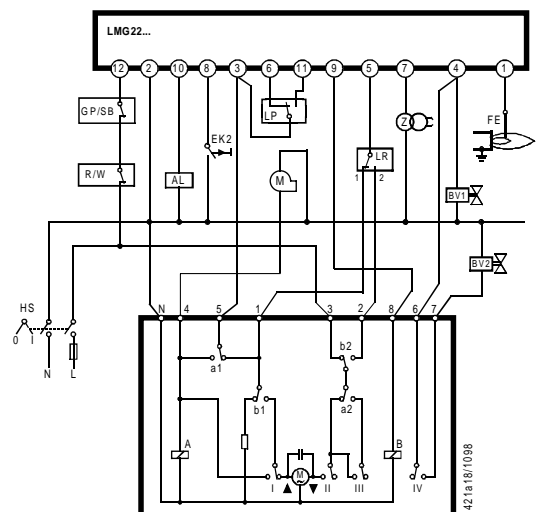 LMG22...
12 2 10 8 3 6 11 9 5 7 4 1
GP/SB
LP
Z
FE
EK2
R/W
AL
M
LR
1 2
BV1
BV2
HS
0 I
N L
N 4 5 1 3 2 8 6 7
a1
b2
b1
a2
A
B
M
I II III IV
421a18/1098